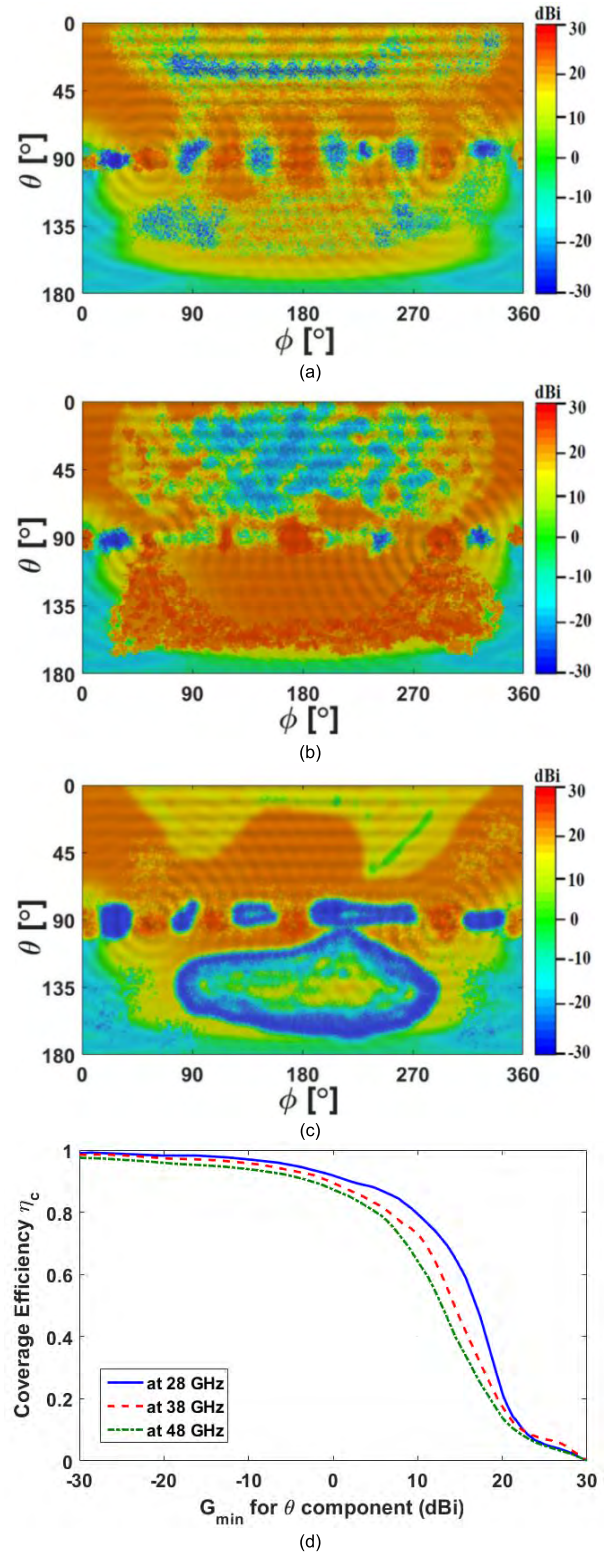 dBi
0
45
90
135
180
θ [°]
0 90 180 270 360
ϕ [°]
30
20
10
0
-10
-20
-30
(a)
dBi
0
45
90
135
180
θ [°]
0 90 180 270 360
ϕ [°]
30
20
10
0
-10
-20
-30
(b)
dBi
0
45
90
135
180
θ [°]
0 90 180 270 360
ϕ [°]
30
20
10
0
-10
-20
-30
(c)
1
0.8
0.6
0.4
0.2
0
Coverage Efficiency ηc
at 28 GHz
at 38 GHz
at 48 GHz
-30 -20 -10 0 10 20 30
Gmin for θ component (dBi)
(d)